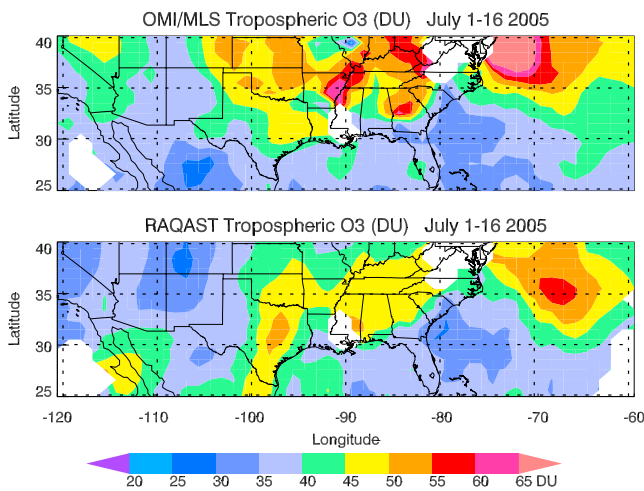 OMI/MLS Tropospheric O3 (DU) July 1-16 2005
40
35
30
25
Latitude
RAQAST Tropospheric O3 (DU) July 1-16 2005
40
35
30
25
Latitude
-120 -110 -100 -90 -80 -70 -60
Longitude
20 25 30 35 40 45 50 55 60 65 DU